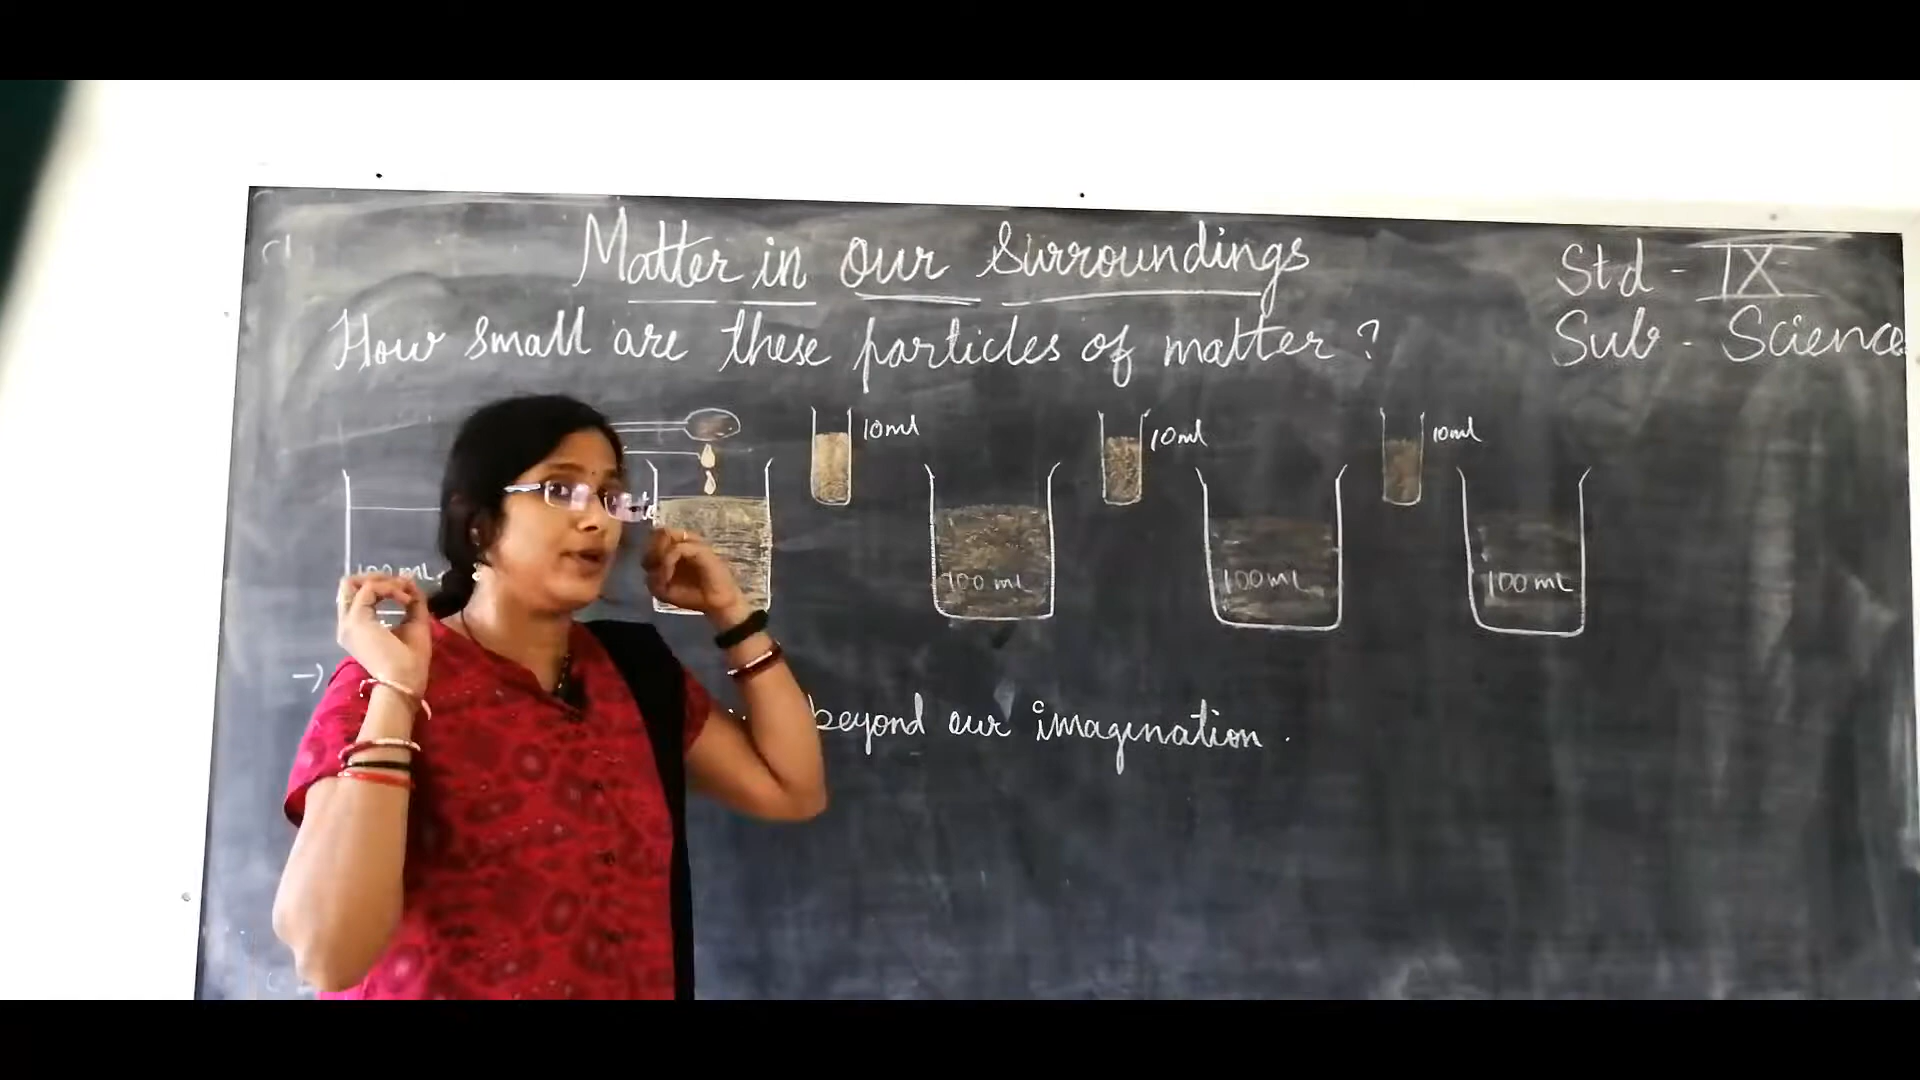 Matter in our Surroundings
Std - IX
How small are these particles of matter?
Sub - Science
10ml
10ml
10ml
100 mL
100 mL
100 mL
100 mL
→ beyond our imagination.